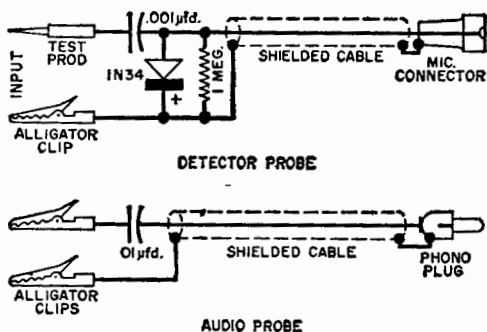 .001µfd.
TEST
PROD
INPUT
1N34
+
1 MEG.
SHIELDED CABLE
MIC.
CONNECTOR
ALLIGATOR
CLIP
DETECTOR PROBE
.01µfd.
SHIELDED CABLE
PHONO
PLUG
ALLIGATOR
CLIPS
AUDIO PROBE